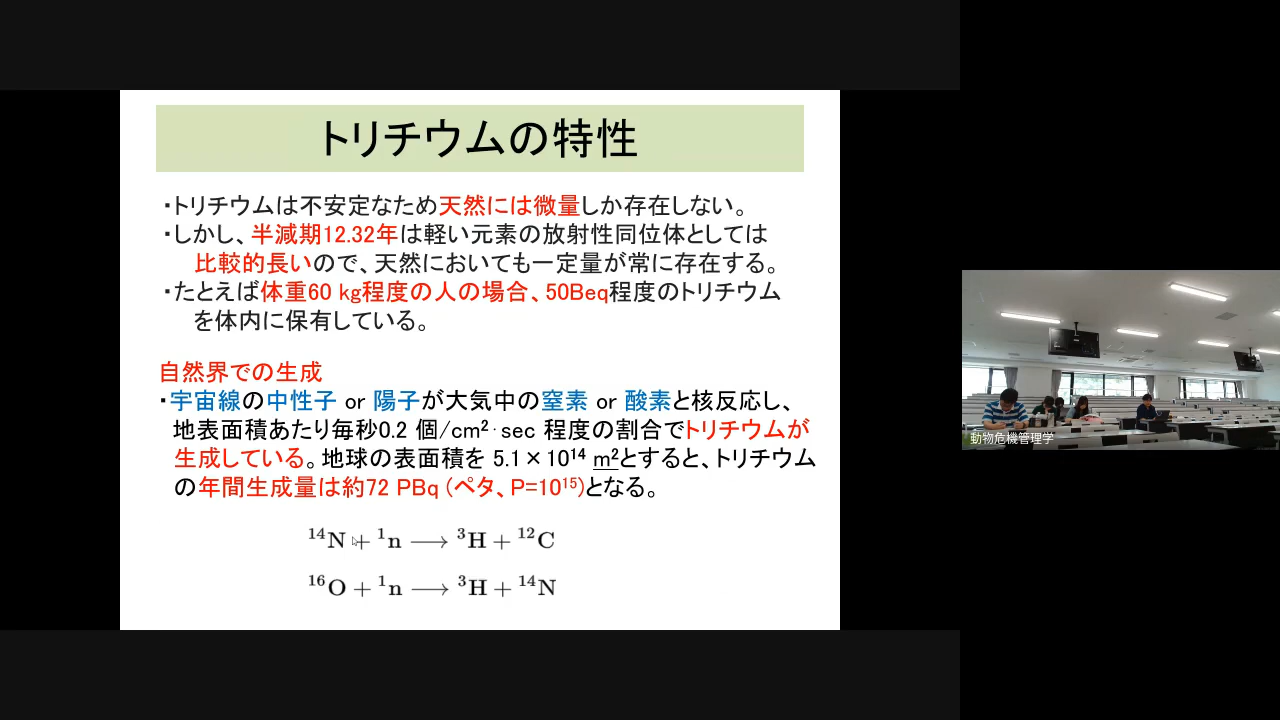 トリチウムの特性
・トリチウムは不安定なため天然には微量しか存在しない。
・しかし、半減期12.32年は軽い元素の放射性同位体としては
比較的長いので、天然においても一定量が常に存在する。
・たとえば体重60 kg程度の人の場合、50Beq程度のトリチウム
を体内に保有している。
自然界での生成
・宇宙線の中性子 or 陽子が大気中の窒素 or 酸素と核反応し、
地表面積あたり毎秒0.2 個/cm²·sec 程度の割合でトリチウムが
生成している。地球の表面積を 5.1×10¹⁴ m²とすると、トリチウム
の年間生成量は約72 PBq (ペタ、P=10¹⁵)となる。
¹⁴N + ¹n ⟶ ³H + ¹²C
¹⁶O + ¹n ⟶ ³H + ¹⁴N
動物危機管理学